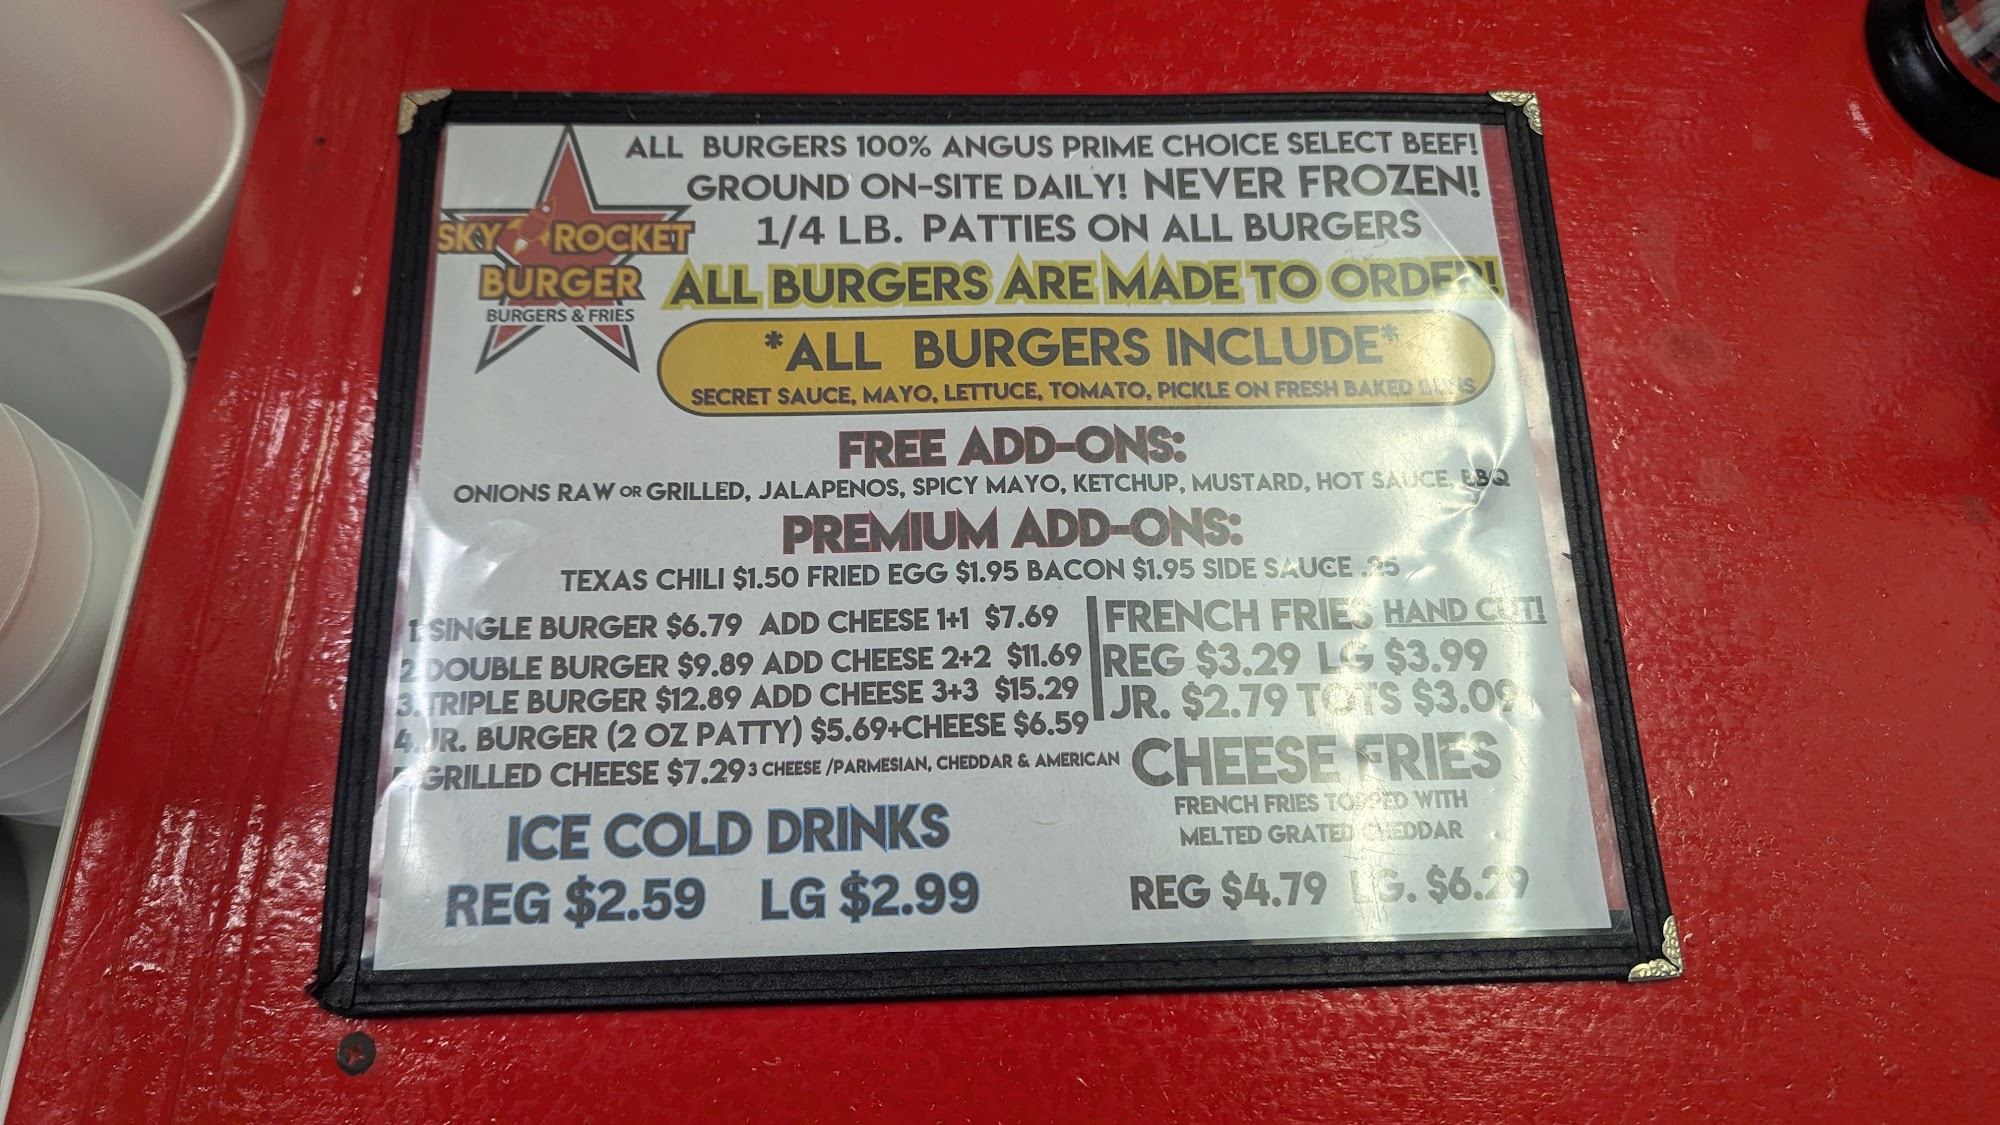 ALL BURGERS 100% ANGUS PRIME CHOICE SELECT BEEF!
GROUND ON-SITE DAILY! NEVER FROZEN!
1/4 LB. PATTIES ON ALL BURGERS
SKY ROCKET
BURGER
BURGERS & FRIES
ALL BURGERS ARE MADE TO ORDER!
*ALL BURGERS INCLUDE*
SECRET SAUCE, MAYO, LETTUCE, TOMATO, PICKLE ON FRESH BAKED BUNS
FREE ADD-ONS:
ONIONS RAW OR GRILLED, JALAPENOS, SPICY MAYO, KETCHUP, MUSTARD, HOT SAUCE, BBQ
PREMIUM ADD-ONS:
TEXAS CHILI $1.50 FRIED EGG $1.95 BACON $1.95 SIDE SAUCE .25
1. SINGLE BURGER $6.79 ADD CHEESE 1+1 $7.69
2. DOUBLE BURGER $9.89 ADD CHEESE 2+2 $11.69
3. TRIPLE BURGER $12.89 ADD CHEESE 3+3 $15.29
4. JR. BURGER (2 OZ PATTY) $5.69+CHEESE $6.59
5. GRILLED CHEESE $7.29 3 CHEESE /PARMESIAN, CHEDDAR & AMERICAN
FRENCH FRIES HAND CUT!
REG $3.29 LG $3.99
JR. $2.79 TOTS $3.09
CHEESE FRIES
FRENCH FRIES TOPPED WITH
MELTED GRATED CHEDDAR
REG $4.79 LG. $6.29
ICE COLD DRINKS
REG $2.59 LG $2.99